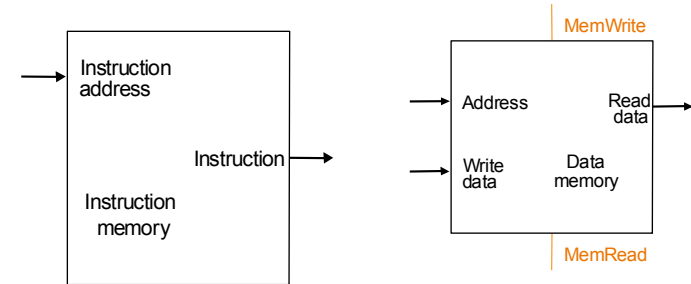 Instruction
address
Instruction
Instruction
memory
MemWrite
Address
Read
data
Write
data
Data
memory
MemRead